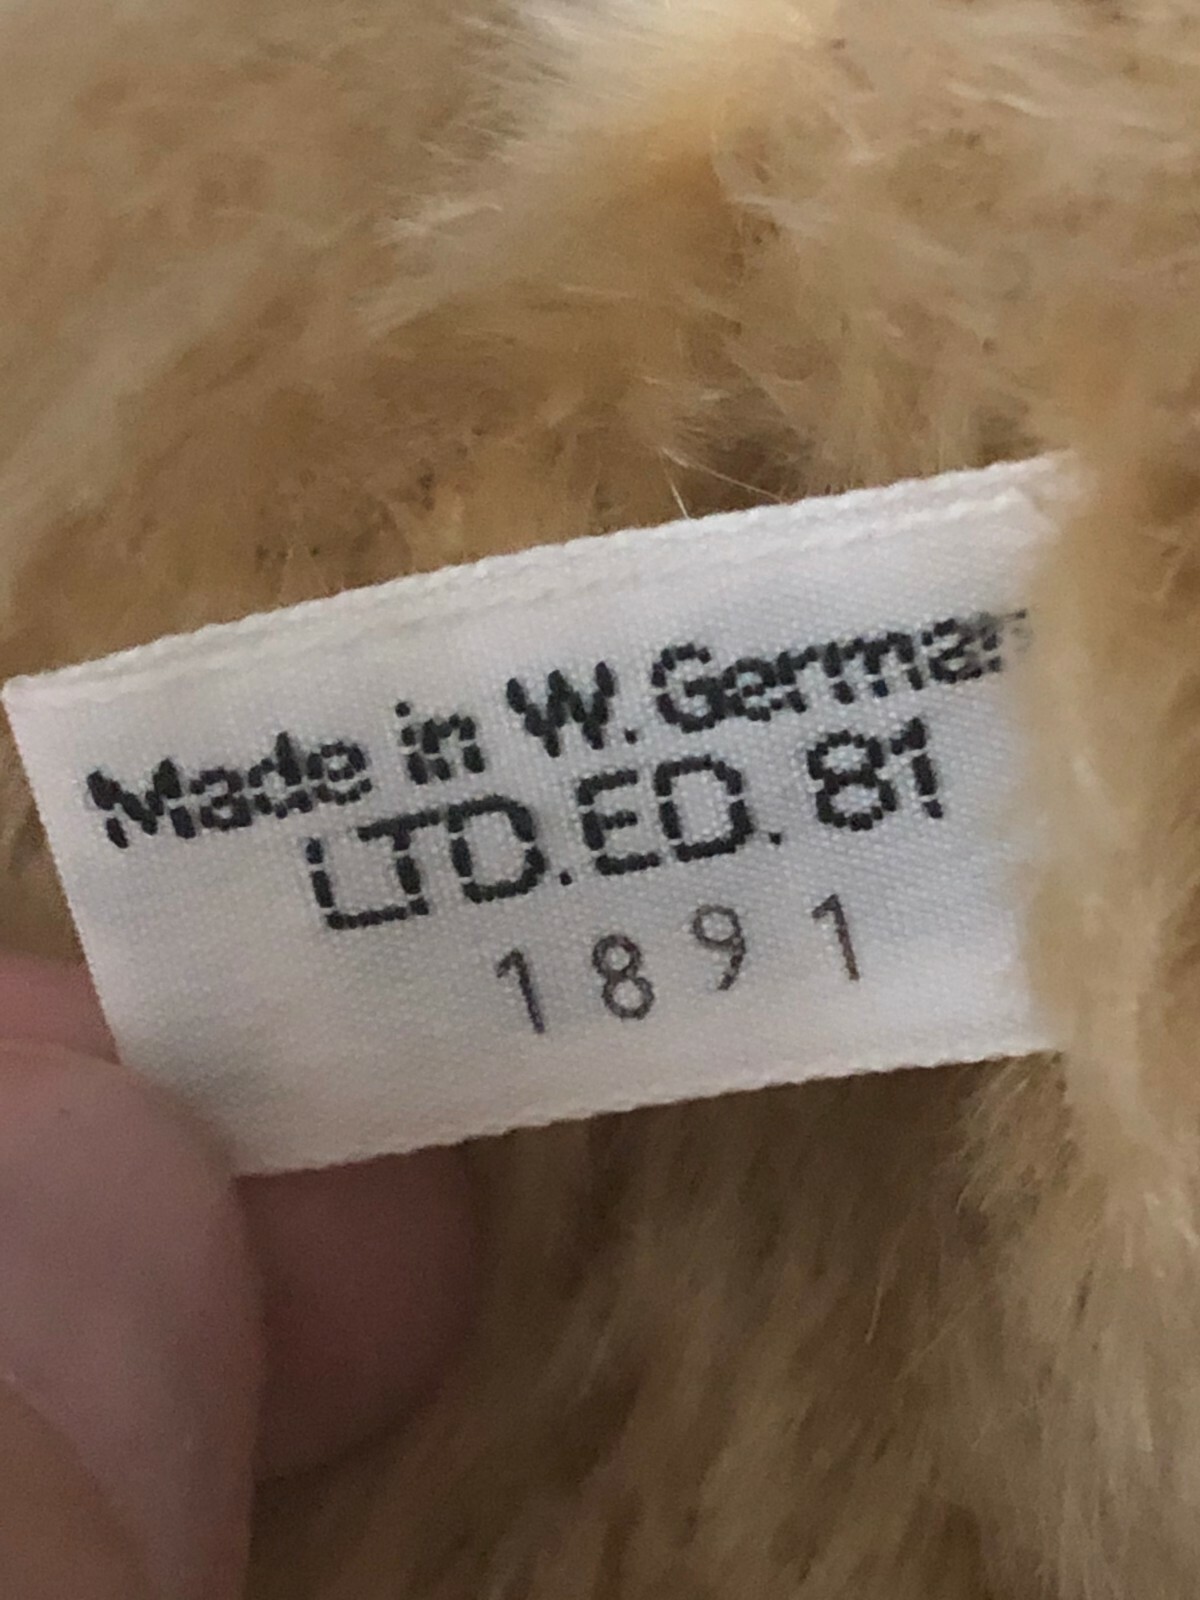 Made in W. German
LTD.ED. 81
1891